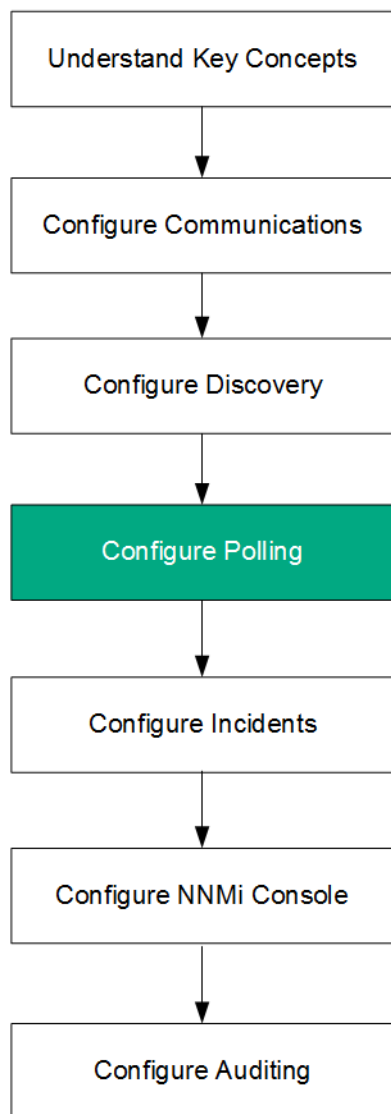 Understand Key Concepts
Configure Communications
Configure Discovery
Configure Polling
Configure Incidents
Configure NNMi Console
Configure Auditing